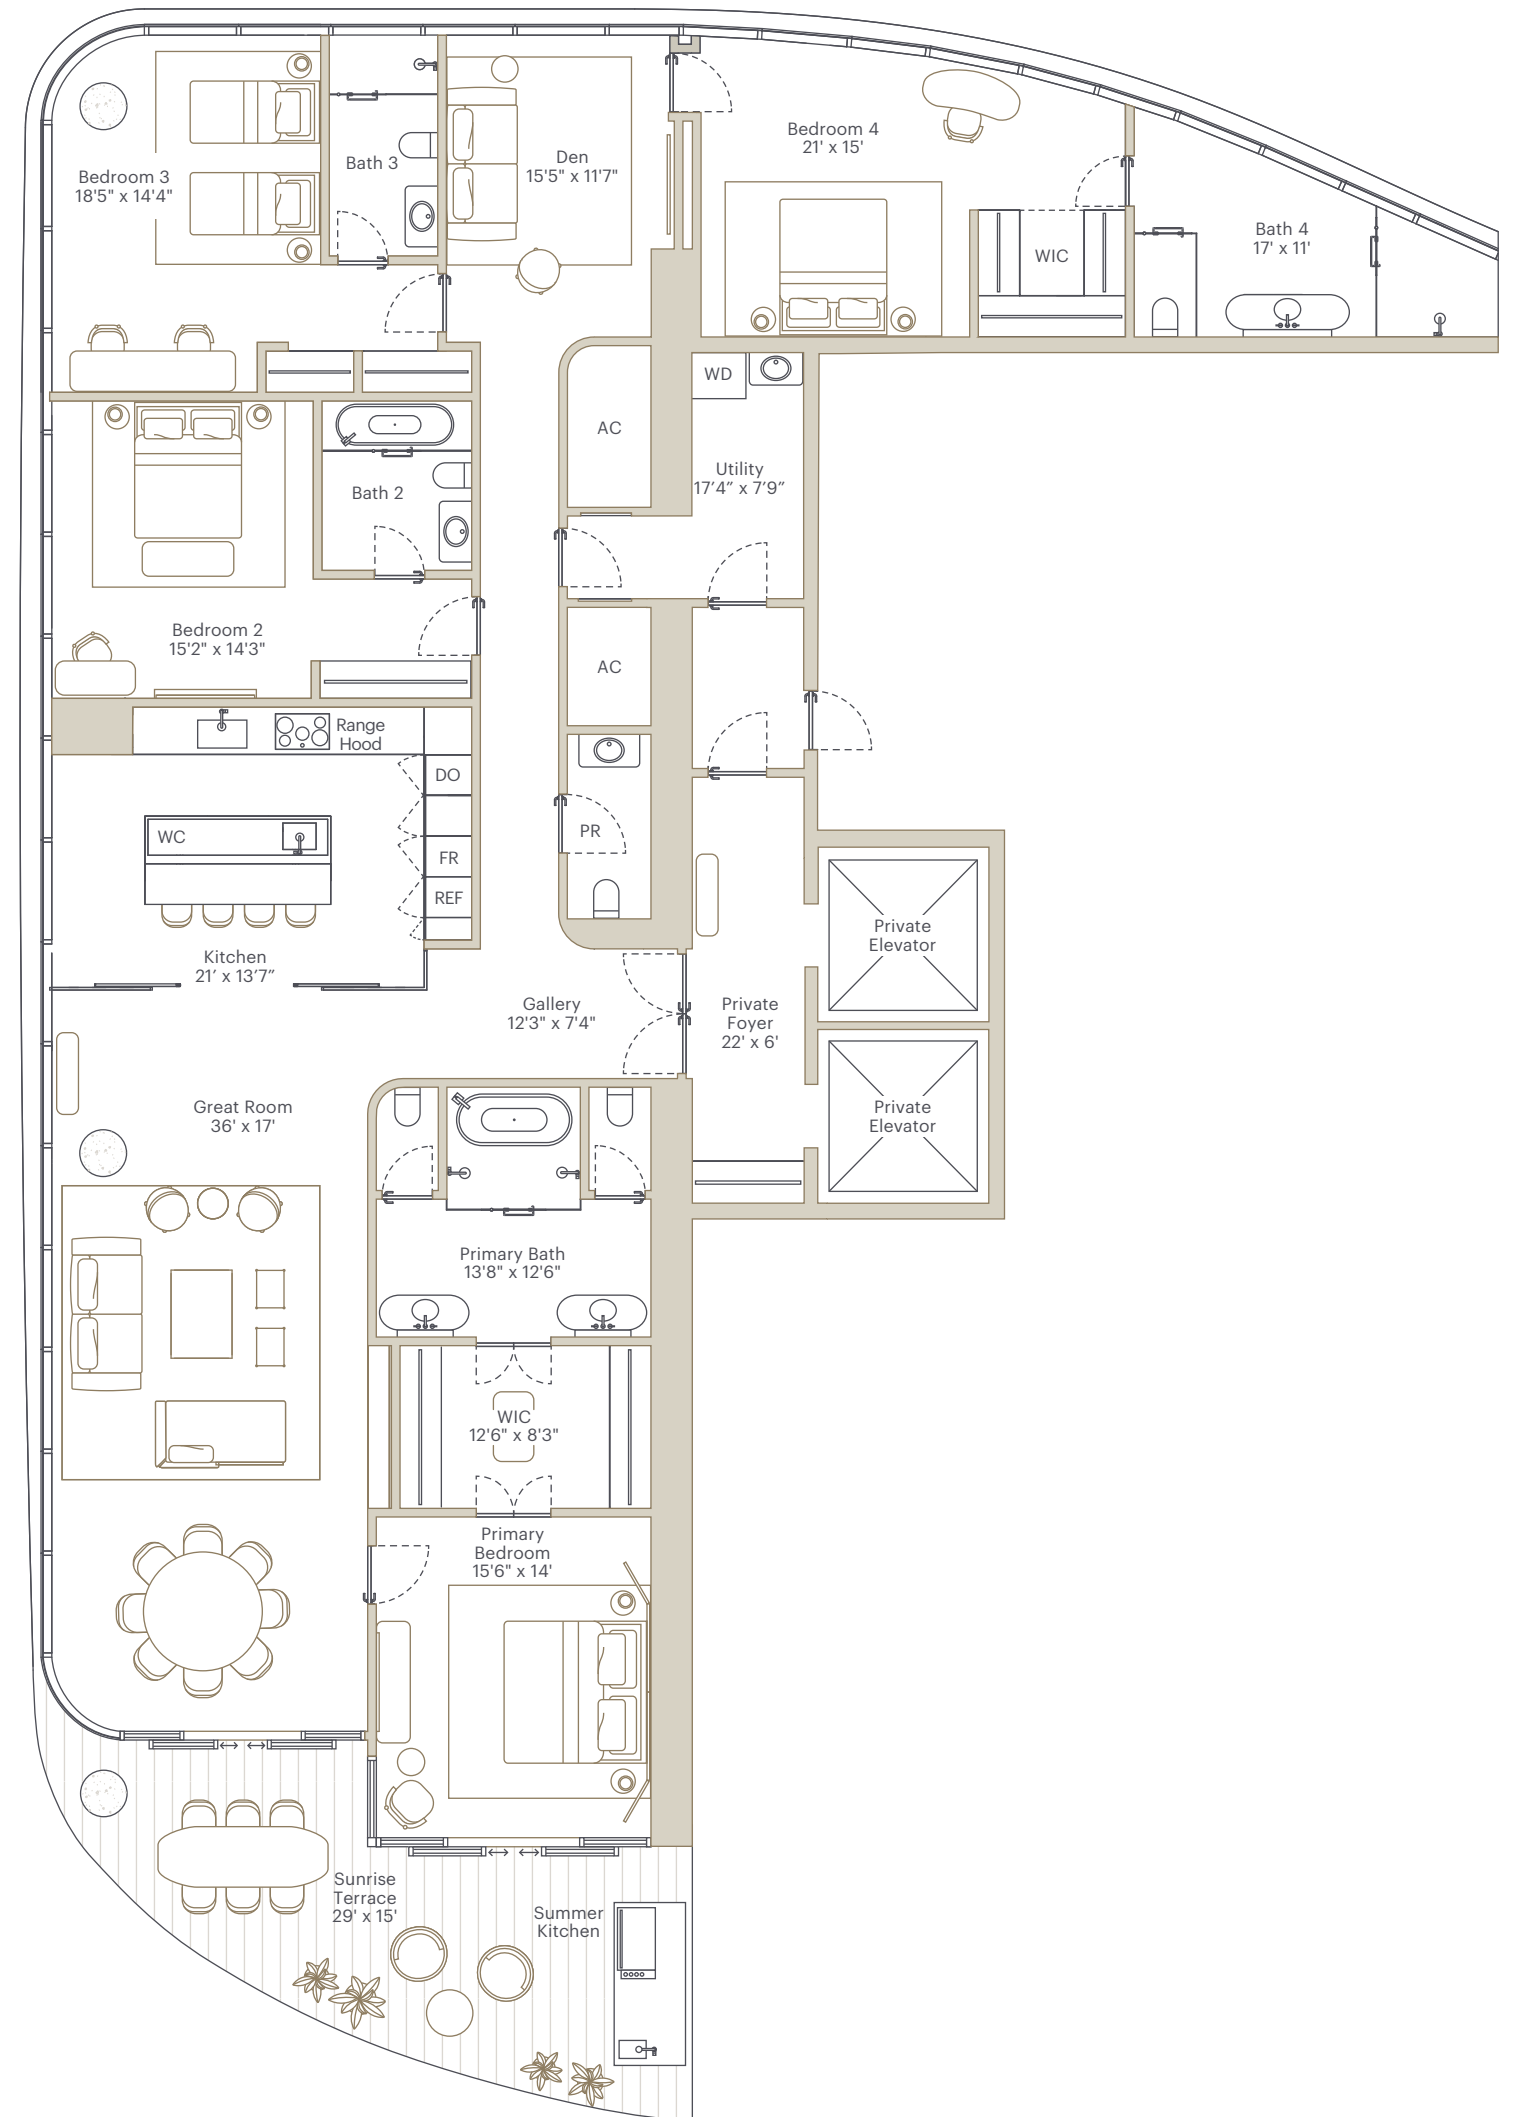 Bedroom 3
18'5" x 14'4"
Bath 3
Den
15'5" x 11'7"
Bedroom 4
21' x 15'
WIC
Bath 4
17' x 11'
WD
AC
Utility
17'4" x 7'9"
Bath 2
Bedroom 2
15'2" x 14'3"
AC
Range
Hood
DO
WC
FR
REF
PR
Kitchen
21' x 13'7"
Private
Elevator
Gallery
12'3" x 7'4"
Private
Foyer
22' x 6'
Great Room
36' x 17'
Private
Elevator
Primary Bath
13'8" x 12'6"
WIC
12'6" x 8'3"
Primary
Bedroom
15'6" x 14'
Sunrise
Terrace
29' x 15'
Summer
Kitchen